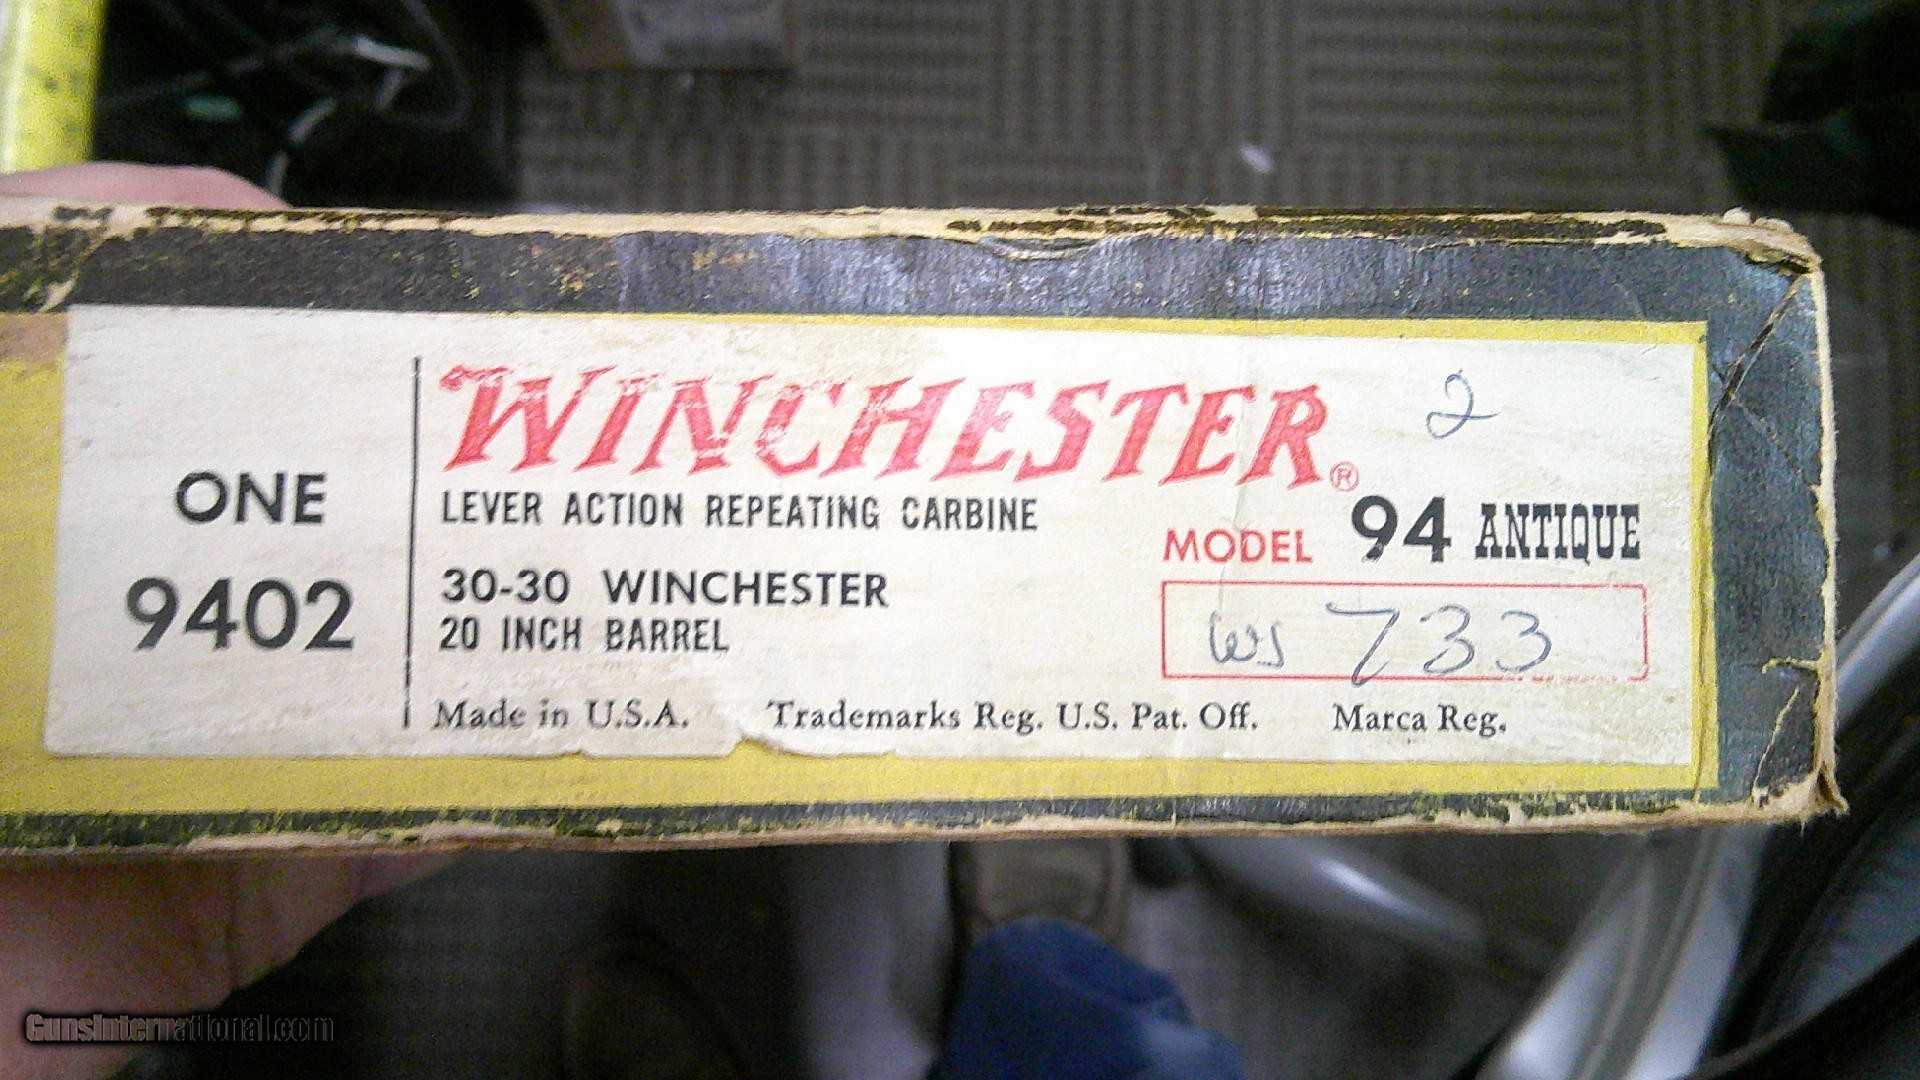 ONE
9402
WINCHESTER®
2
LEVER ACTION REPEATING CARBINE
MODEL 94 ANTIQUE
30-30 WINCHESTER
20 INCH BARREL
WS 733
Made in U.S.A. Trademarks Reg. U.S. Pat. Off. Marca Reg.
GunsInternational.com